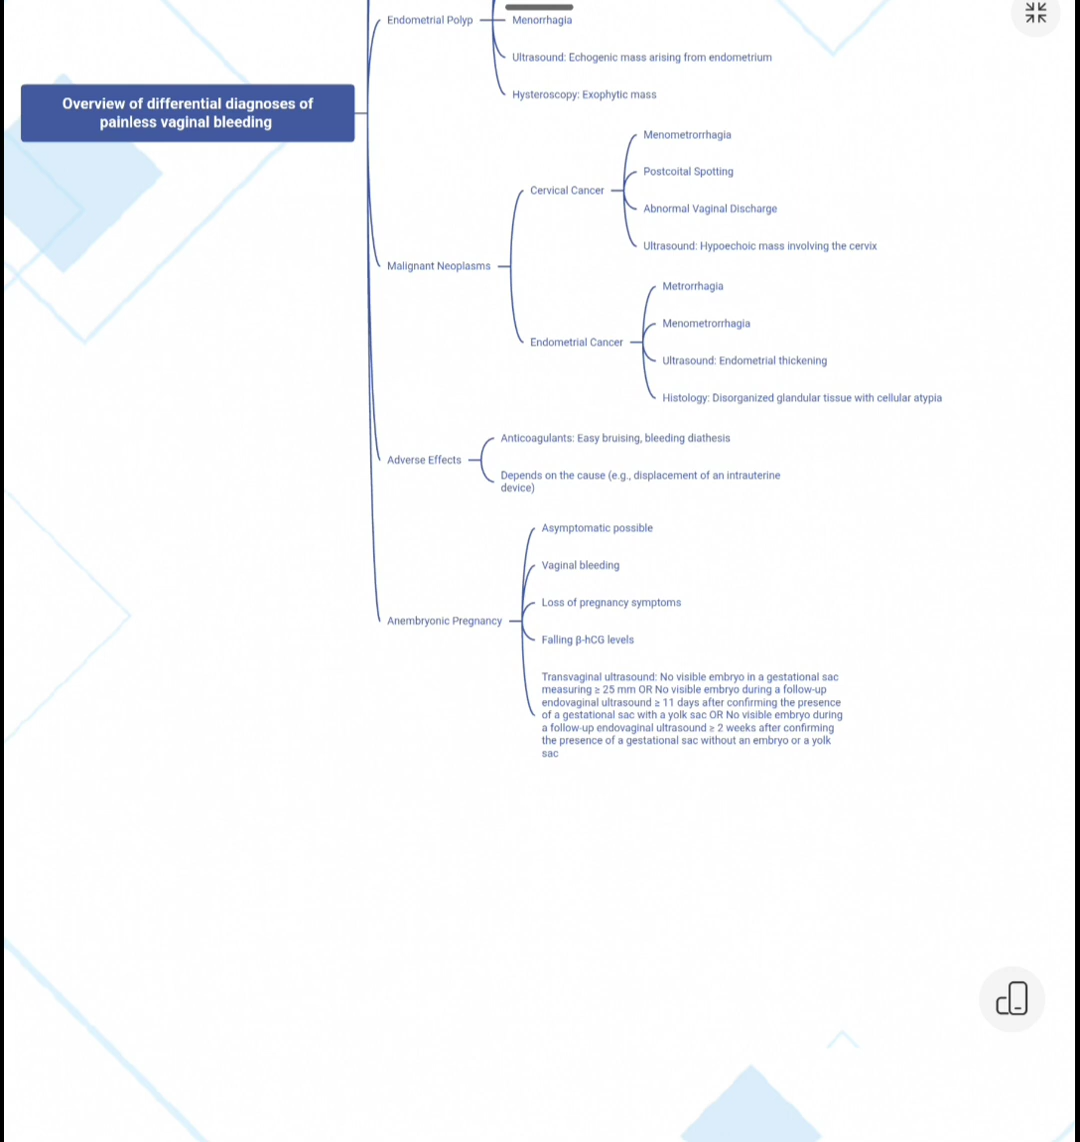 Endometrial Polyp
Menorrhagia
Ultrasound: Echogenic mass arising from endometrium
Hysteroscopy: Exophytic mass
Overview of differential diagnoses of
painless vaginal bleeding
Malignant Neoplasms
Cervical Cancer
Menometrorrhagia
Postcoital Spotting
Abnormal Vaginal Discharge
Ultrasound: Hypoechoic mass involving the cervix
Endometrial Cancer
Metrorrhagia
Menometrorrhagia
Ultrasound: Endometrial thickening
Histology: Disorganized glandular tissue with cellular atypia
Adverse Effects
Anticoagulants: Easy bruising, bleeding diathesis
Depends on the cause (e.g., displacement of an intrauterine
device)
Anembryonic Pregnancy
Asymptomatic possible
Vaginal bleeding
Loss of pregnancy symptoms
Falling β-hCG levels
Transvaginal ultrasound: No visible embryo in a gestational sac
measuring ≥ 25 mm OR No visible embryo during a follow-up
endovaginal ultrasound ≥ 11 days after confirming the presence
of a gestational sac with a yolk sac OR No visible embryo during
a follow-up endovaginal ultrasound ≥ 2 weeks after confirming
the presence of a gestational sac without an embryo or a yolk
sac